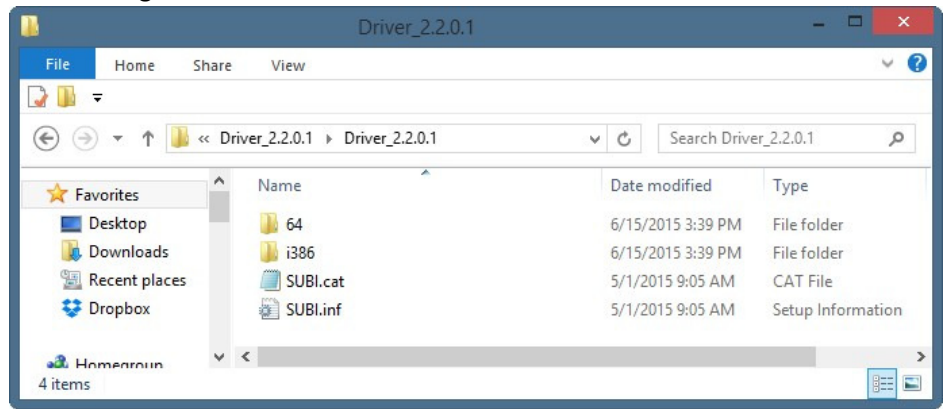 Driver_2.2.0.1
File Home Share View
« Driver_2.2.0.1 Driver_2.2.0.1 Search Driver_2.2.0.1
Favorites Name Date modified Type
Desktop 64 6/15/2015 3:39 PM File folder
Downloads i386 6/15/2015 3:39 PM File folder
Recent places SUBI.cat 5/1/2015 9:05 AM CAT File
Dropbox SUBI.inf 5/1/2015 9:05 AM Setup Information
Homegroup
4 items